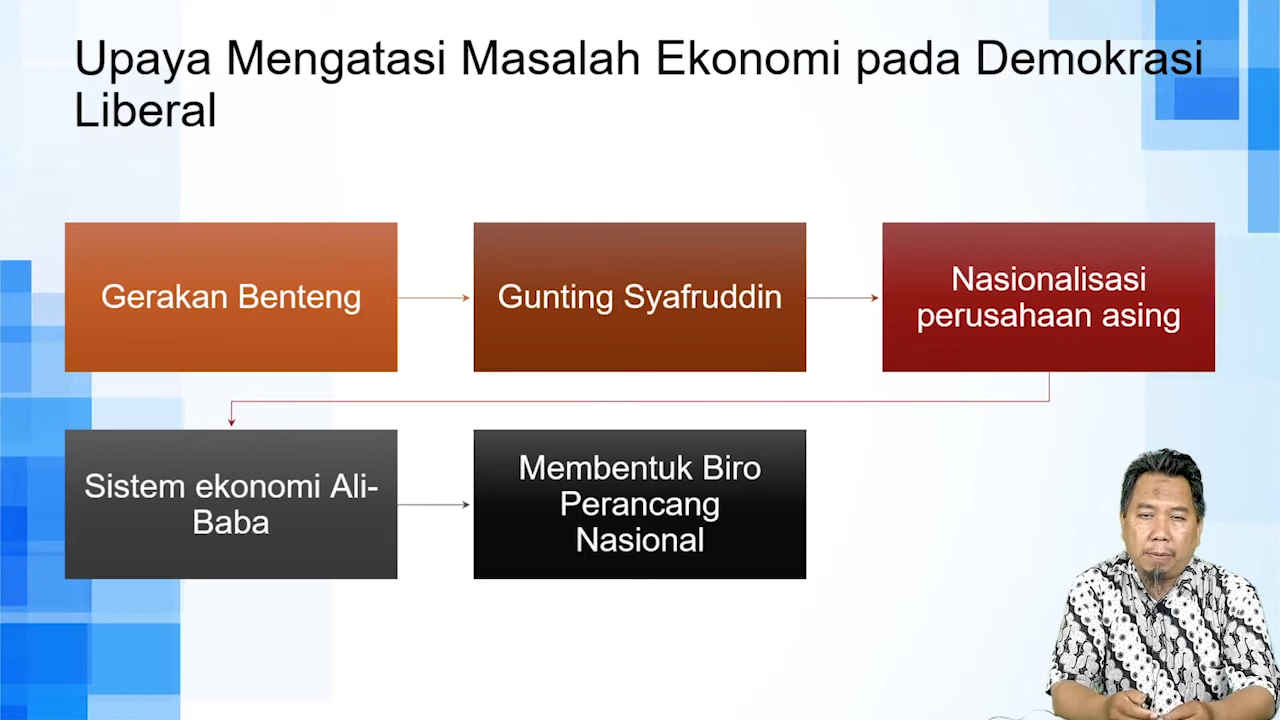 Upaya Mengatasi Masalah Ekonomi pada Demokrasi
Liberal
Gerakan Benteng
Gunting Syafruddin
Nasionalisasi
perusahaan asing
Sistem ekonomi Ali-
Baba
Membentuk Biro
Perancang
Nasional